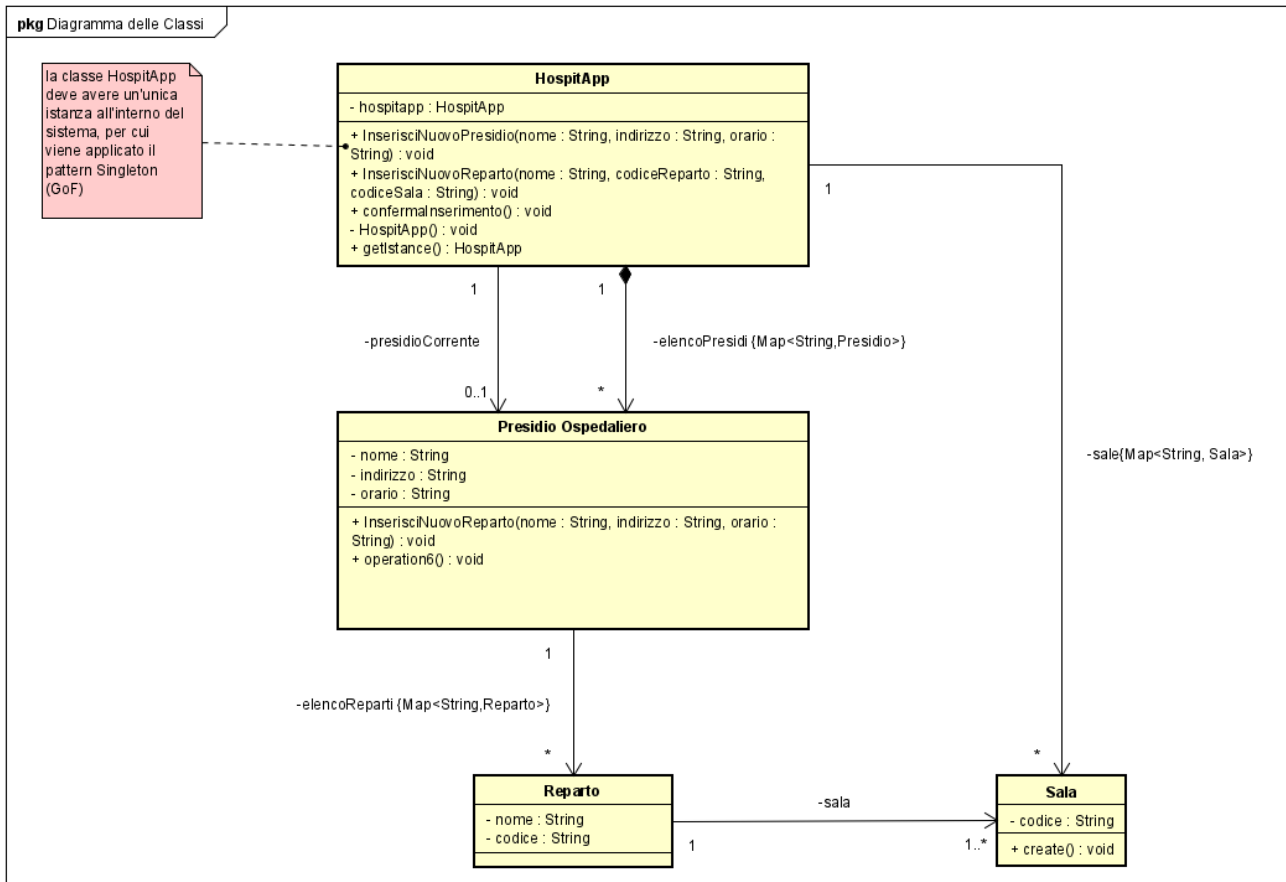 pkg Diagramma delle Classi
la classe HospitApp
deve avere un'unica
istanza all'interno del
sistema, per cui
viene applicato il
pattern Singleton
(GoF)
HospitApp
- hospitapp : HospitApp
+ InserisciNuovoPresidio(nome : String, indirizzo : String, orario :
String) : void
+ InserisciNuovoReparto(nome : String, codiceReparto : String,
codiceSala : String) : void
+ confermaInserimento() : void
- HospitApp() : void
+ getIstance() : HospitApp
1
1
1
-presidioCorrente
-elencoPresidi {Map<String,Presidio>}
0..1
*
Presidio Ospedaliero
- nome : String
- indirizzo : String
- orario : String
+ InserisciNuovoReparto(nome : String, indirizzo : String, orario :
String) : void
+ operation6() : void
-sale{Map<String, Sala>}
1
-elencoReparti {Map<String,Reparto>}
*
*
Reparto
- nome : String
- codice : String
-sala
1
1..*
Sala
- codice : String
+ create() : void